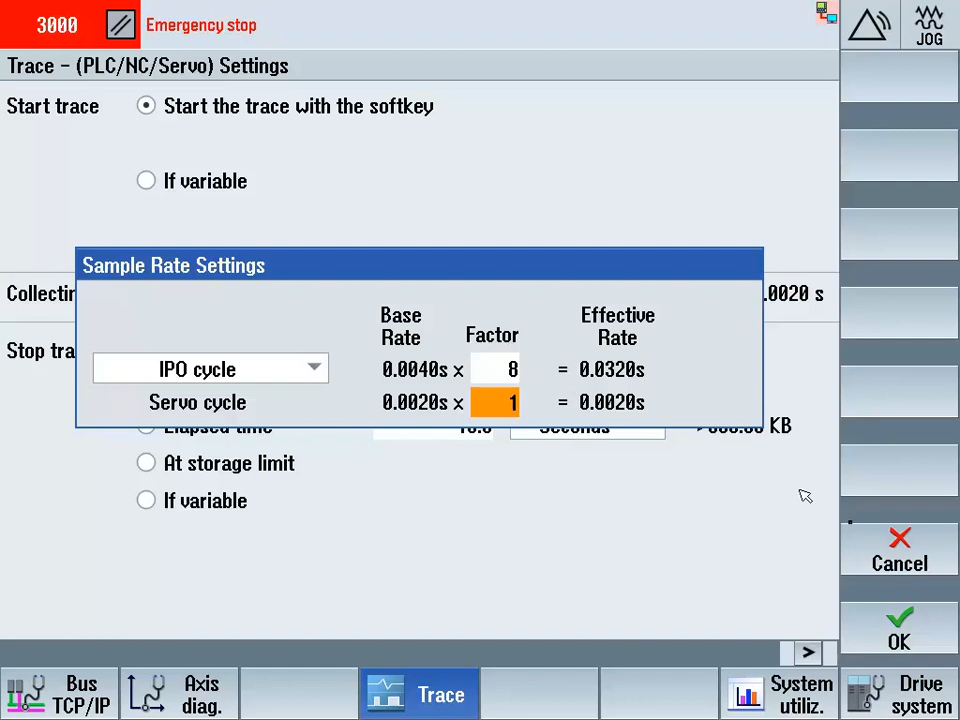 3000
Emergency stop
JOG
Trace - (PLC/NC/Servo) Settings
Start trace
Start the trace with the softkey
If variable
Sample Rate Settings
Base Rate
Factor
Effective Rate
IPO cycle
0.0040s x 8 = 0.0320s
Servo cycle
0.0020s x 1 = 0.0020s
.0020 s
Elapsed time
Seconds
KB
At storage limit
If variable
Cancel
OK
>
Bus TCP/IP
Axis diag.
Trace
System utiliz.
Drive system